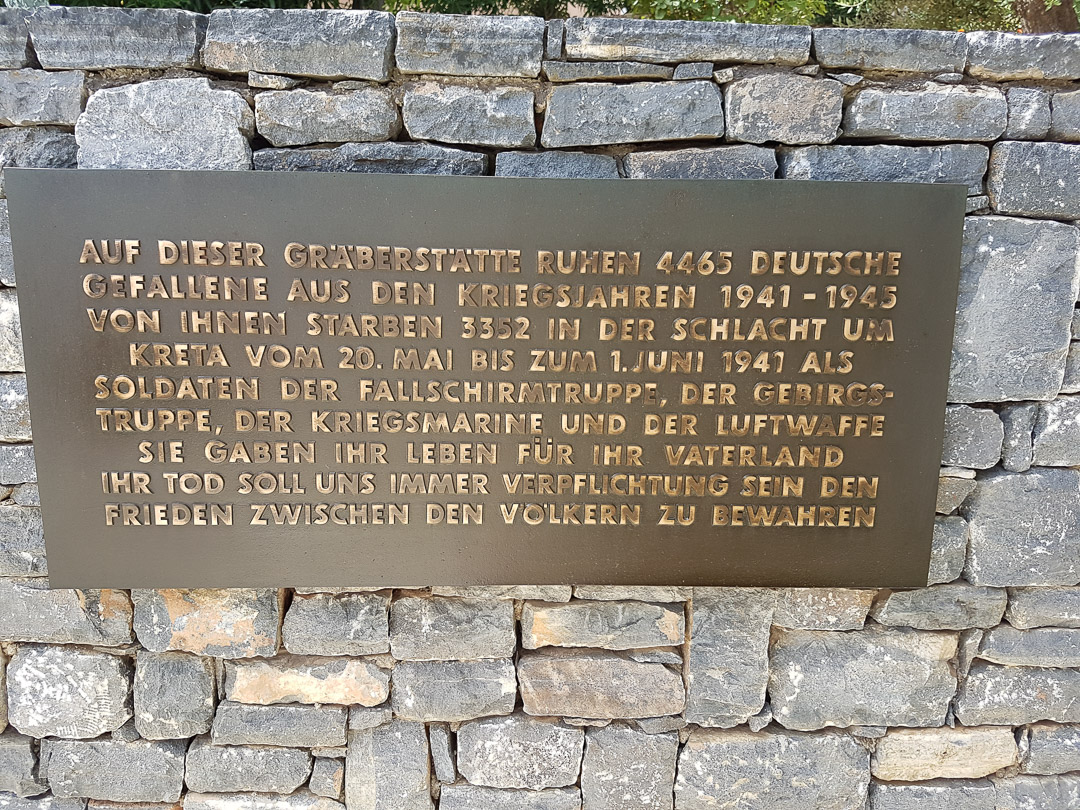 AUF DIESER GRÄBERSTÄTTE RUHEN 4465 DEUTSCHE
GEFALLENE AUS DEN KRIEGSJAHREN 1941 - 1945
VON IHNEN STARBEN 3352 IN DER SCHLACHT UM
KRETA VOM 20. MAI BIS ZUM 1. JUNI 1941 ALS
SOLDATEN DER FALLSCHIRMTRUPPE, DER GEBIRGS-
TRUPPE, DER KRIEGSMARINE UND DER LUFTWAFFE
SIE GABEN IHR LEBEN FÜR IHR VATERLAND
IHR TOD SOLL UNS IMMER VERPFLICHTUNG SEIN DEN
FRIEDEN ZWISCHEN DEN VÖLKERN ZU BEWAHREN